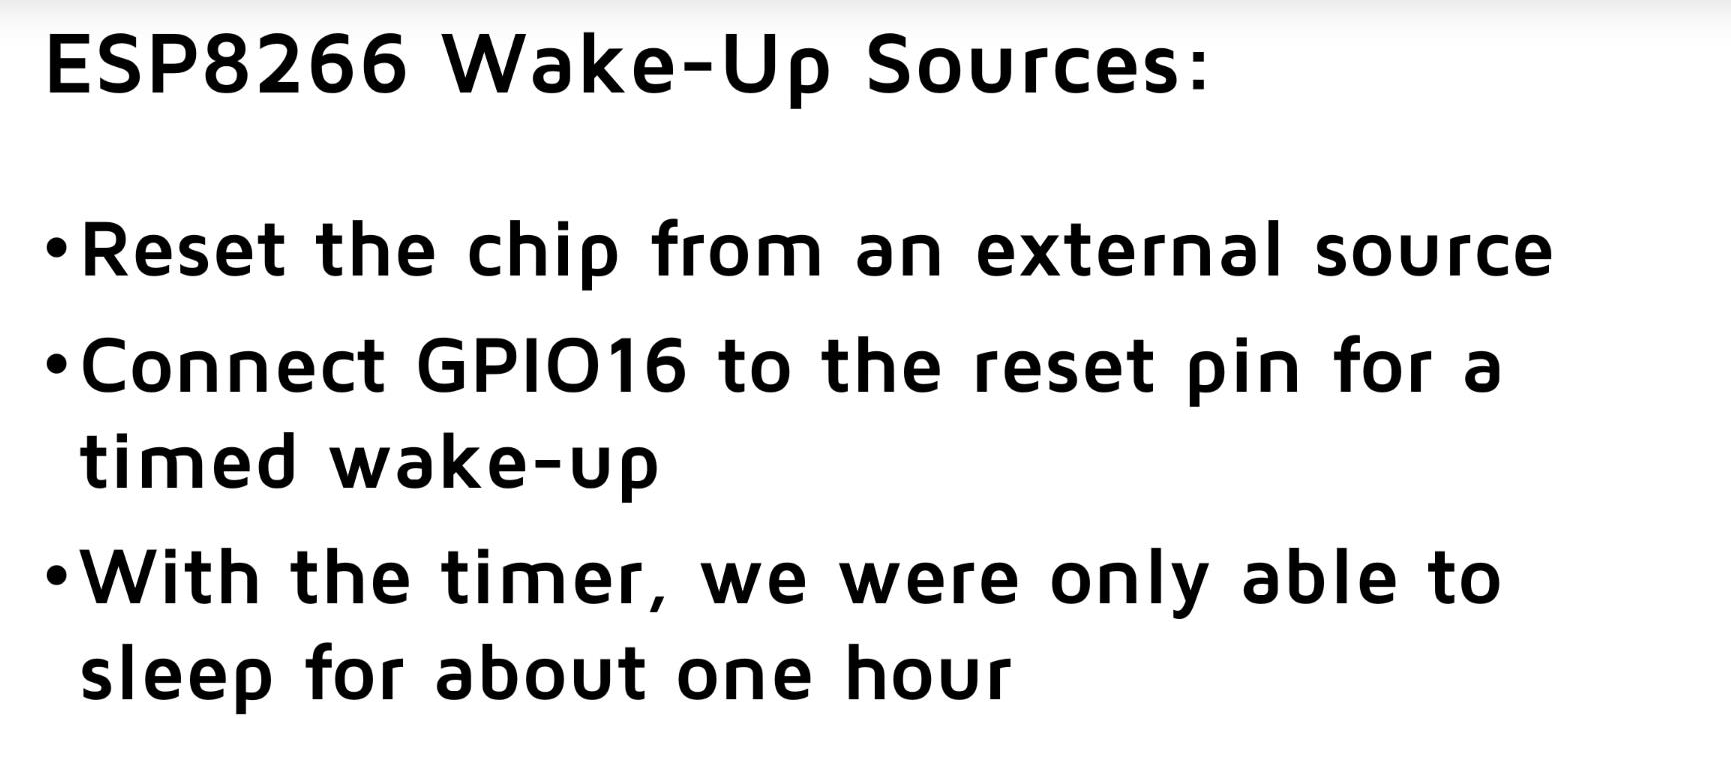 ESP8266 Wake-Up Sources:
•Reset the chip from an external source
•Connect GPIO16 to the reset pin for a
timed wake-up
•With the timer, we were only able to
sleep for about one hour